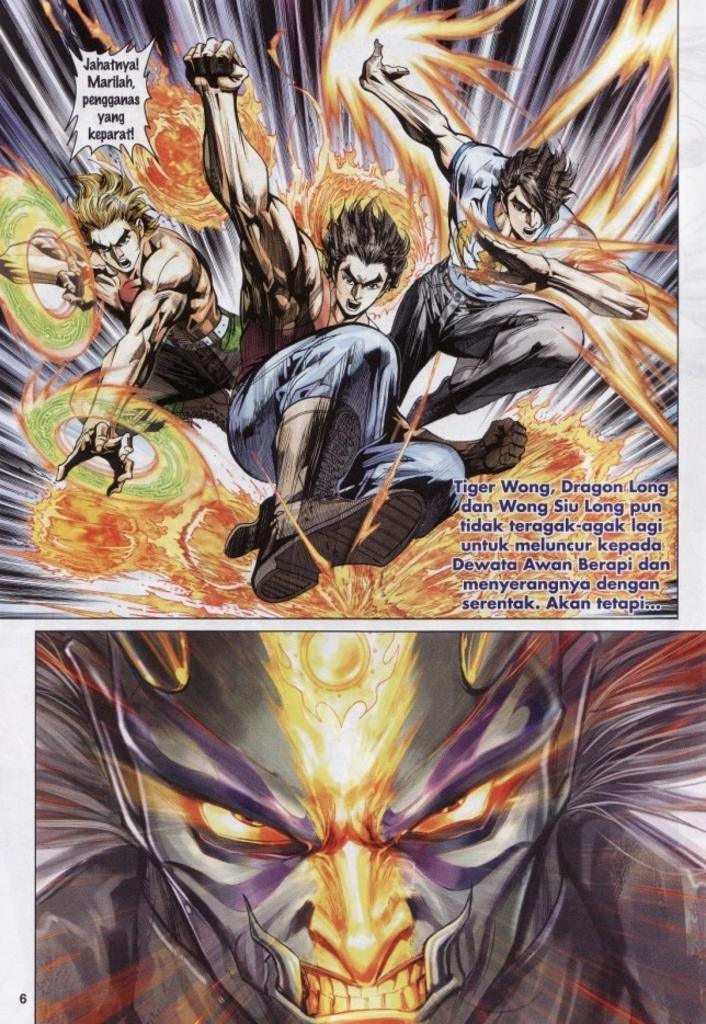 Jahatnya!
Marilah,
pengganas
yang
keparat!
Tiger Wong, Dragon Long
dan Wong Siu Long pun
tidak teragak-agak lagi
untuk meluncur kepada
Dewata Awan Berapi dan
menyerangnya dengan
serentak. Akan tetapi...
6